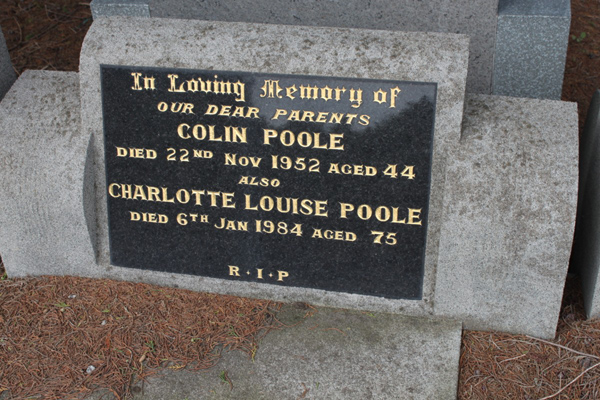 In Loving Memory of
OUR DEAR PARENTS
COLIN POOLE
DIED 22ND NOV 1952 AGED 44
ALSO
CHARLOTTE LOUISE POOLE
DIED 6TH JAN 1984 AGED 75
R·I·P